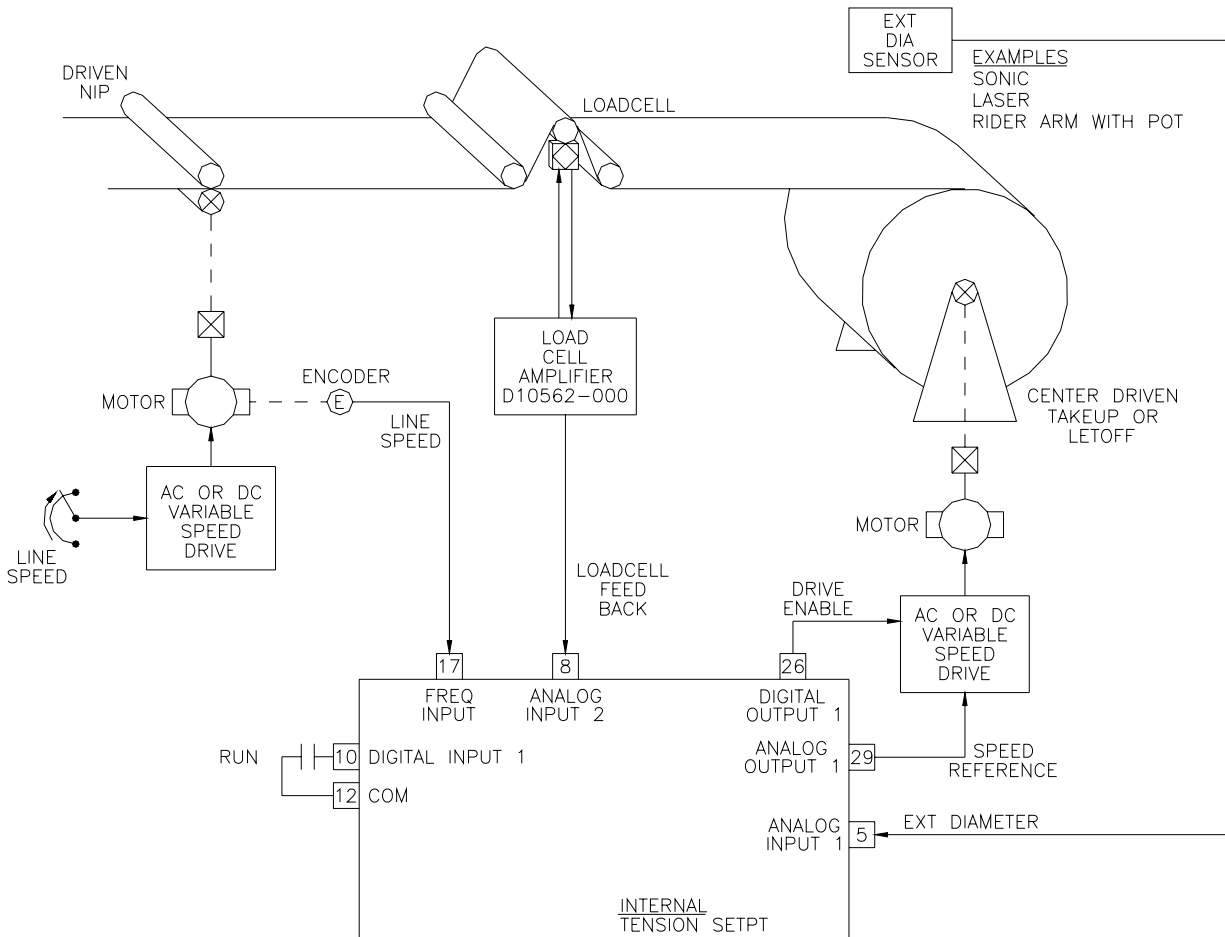 EXT
DIA
SENSOR
EXAMPLES
SONIC
LASER
RIDER ARM WITH POT
DRIVEN
NIP
LOADCELL
LOAD
CELL
AMPLIFIER
D10562-000
ENCODER
E
MOTOR
LINE
SPEED
CENTER DRIVEN
TAKEUP OR
LETOFF
AC OR DC
VARIABLE
SPEED
DRIVE
LINE
SPEED
MOTOR
LOADCELL
FEED
BACK
DRIVE
ENABLE
AC OR DC
VARIABLE
SPEED
DRIVE
17
8
26
FREQ
INPUT
ANALOG
INPUT 2
DIGITAL
OUTPUT 1
RUN
10
DIGITAL INPUT 1
12
COM
ANALOG
OUTPUT 1
29
SPEED
REFERENCE
ANALOG
INPUT 1
5
EXT DIAMETER
INTERNAL
TENSION SETPT